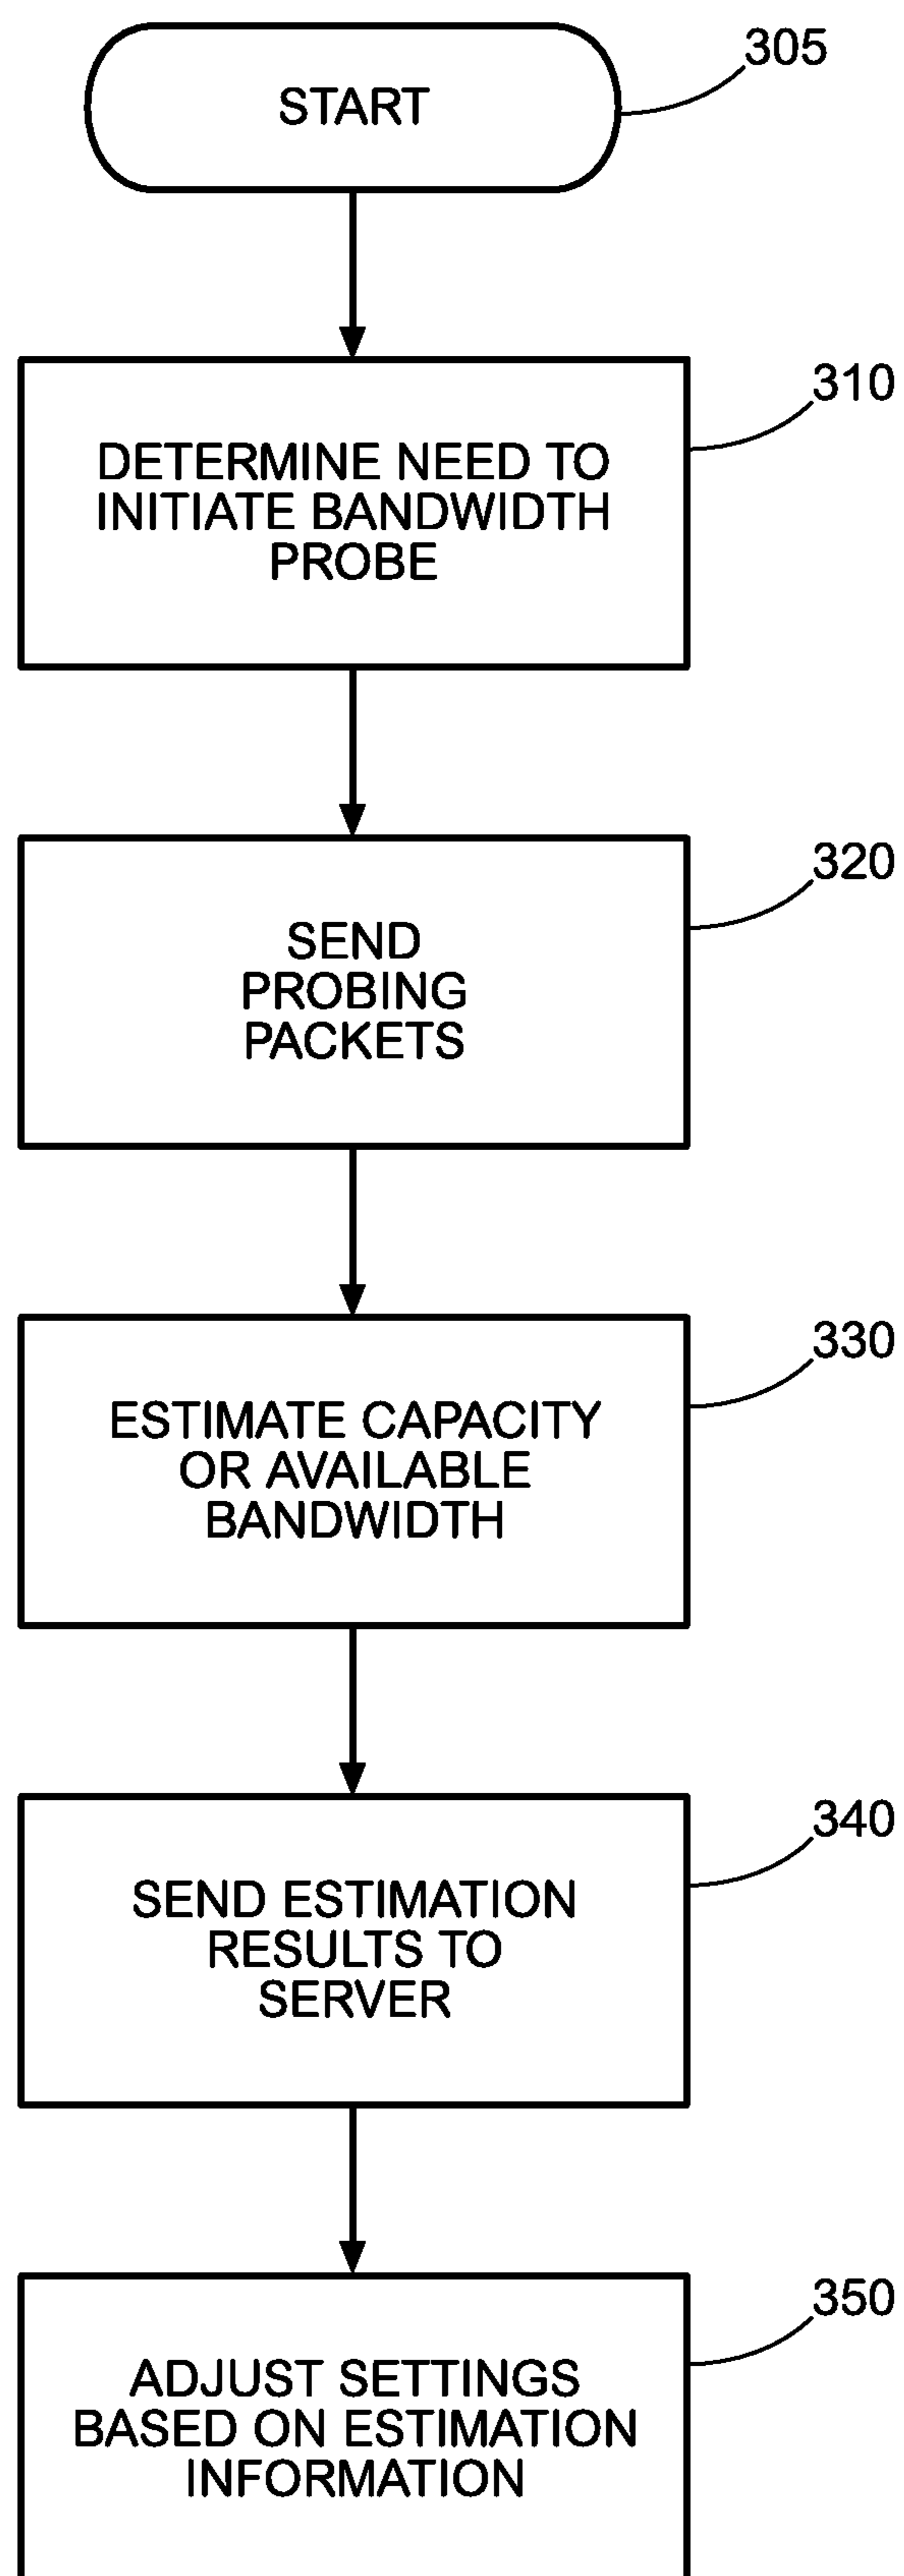 START
305
DETERMINE NEED TO
INITIATE BANDWIDTH
PROBE
310
SEND
PROBING
PACKETS
320
ESTIMATE CAPACITY
OR AVAILABLE
BANDWIDTH
330
SEND ESTIMATION
RESULTS TO
SERVER
340
ADJUST SETTINGS
BASED ON ESTIMATION
INFORMATION
350